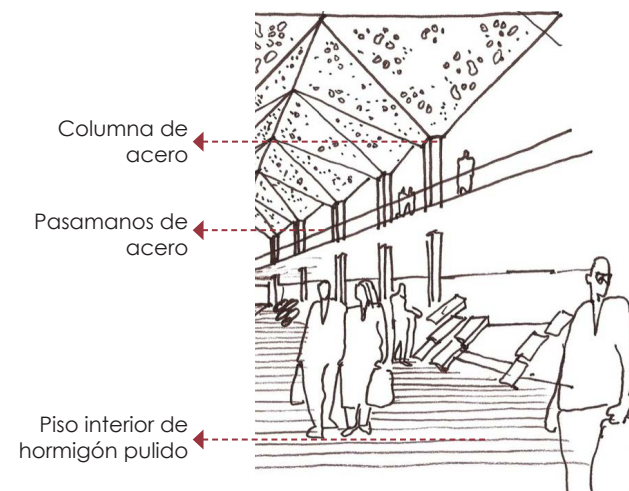 Columna de
acero
Pasamanos de
acero
Piso interior de
hormigón pulido